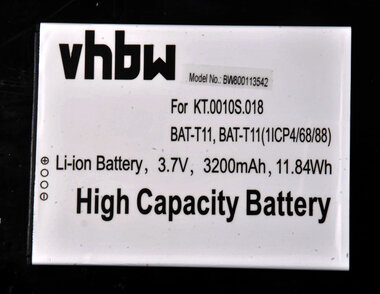 vhbw
Model No.: BW800113542
For KT.0010S.018
BAT-T11, BAT-T11(1ICP4/68/88)
Li-ion Battery, 3.7V, 3200mAh, 11.84Wh
High Capacity Battery